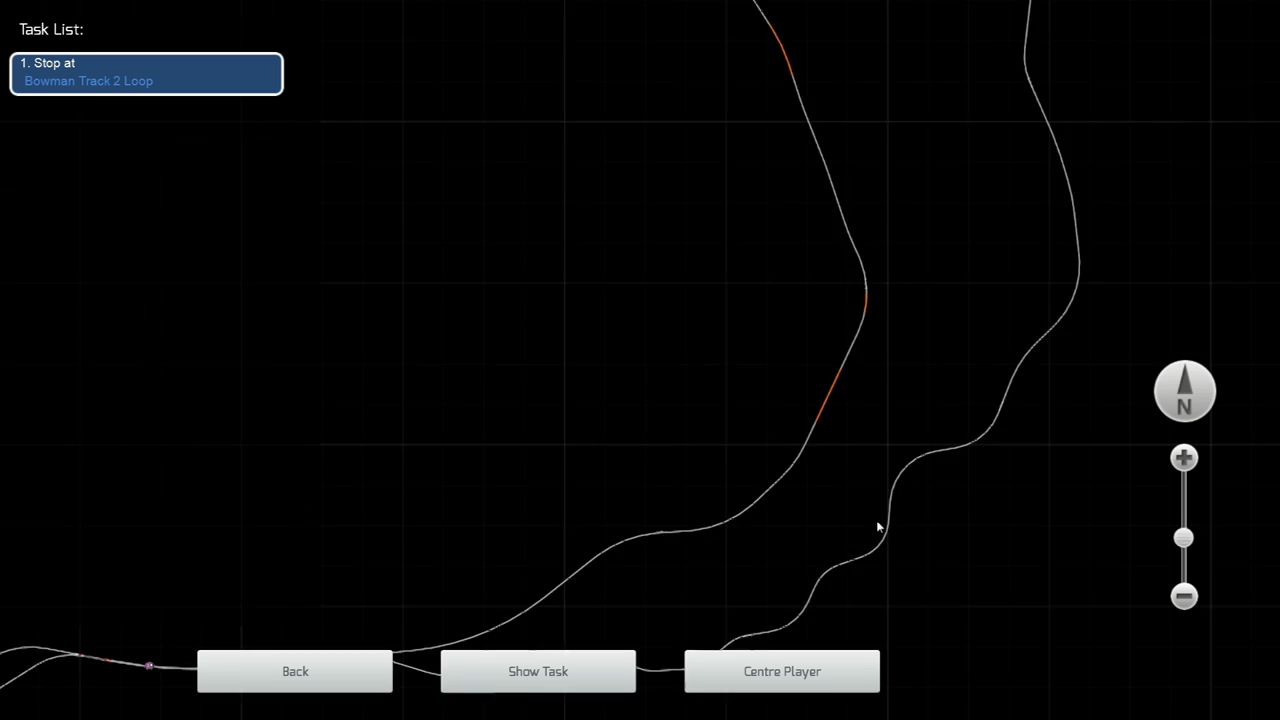 Task List:
1. Stop at
Bowman Track 2 Loop
N
Back
Show Task
Centre Player